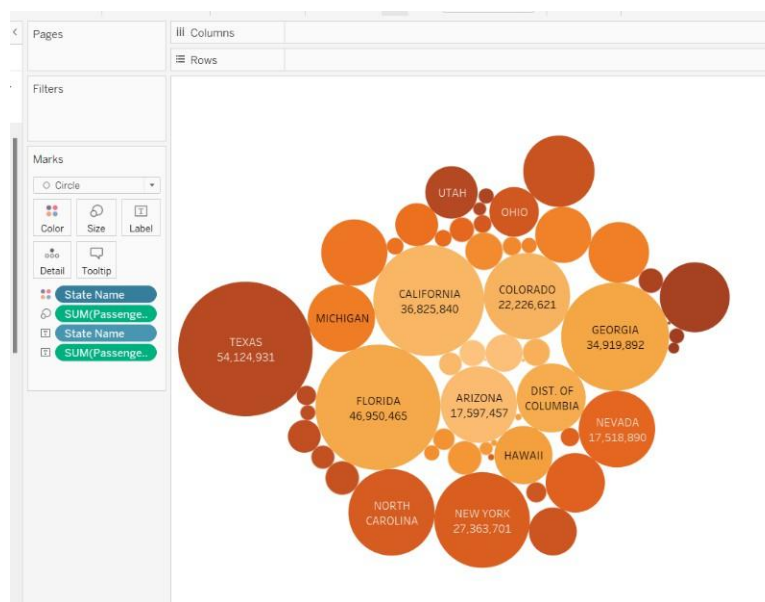 Pages
Columns
Rows
Filters
Marks
Circle
Color
Size
Label
Detail
Tooltip
State Name
SUM(Passenge..
State Name
SUM(Passenge..
UTAH
OHIO
CALIFORNIA
36,825,840
COLORADO
22,226,621
MICHIGAN
GEORGIA
34,919,892
TEXAS
54,124,931
FLORIDA
46,950,465
ARIZONA
17,597,457
DIST. OF
COLUMBIA
NEVADA
17,518,890
HAWAII
NORTH
CAROLINA
NEW YORK
27,363,701